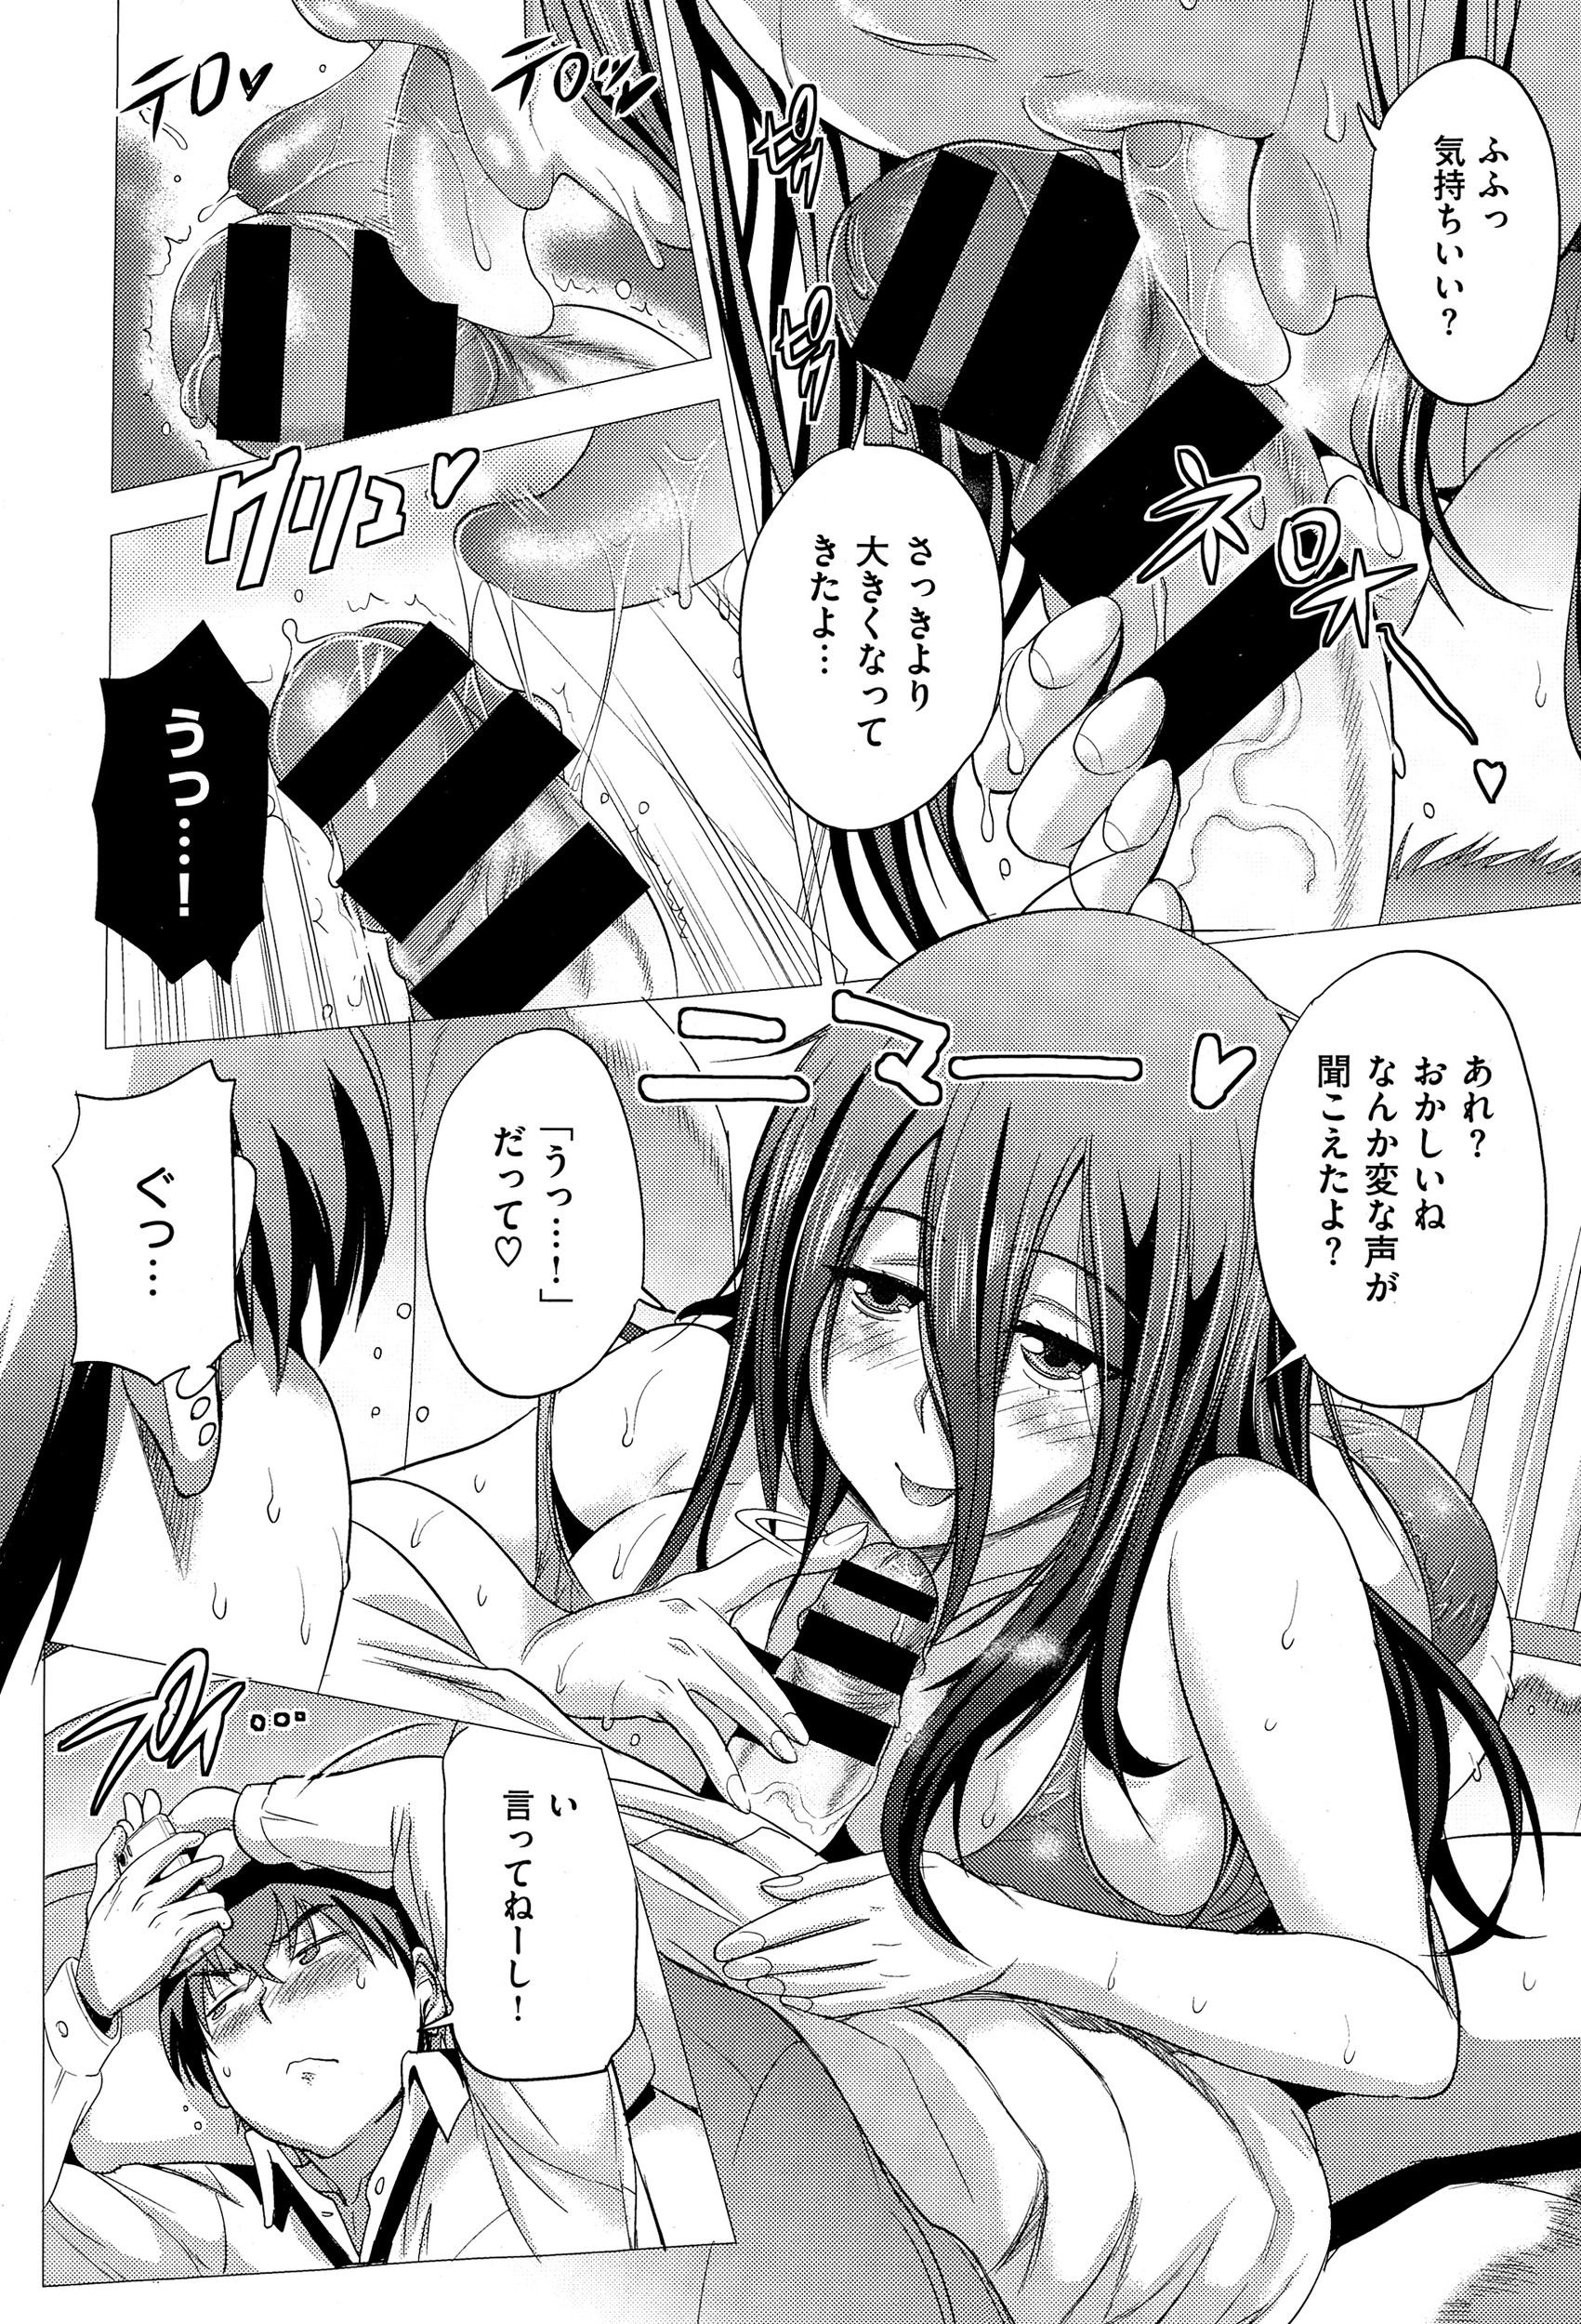 ふふっ
気持ちいい？
ピクッ
ピクッ
さっきより
大きくなって
きたよ…
ネロォー♡
テロッ♡
テロ♡
グリュ♡
うっ…！
あれ？
おかしいね
なんか変な声が
聞こえたよ？
ニマー♡
「うっ…！」
だって♡
ぐっ…
い
言ってねーし！
プイ…